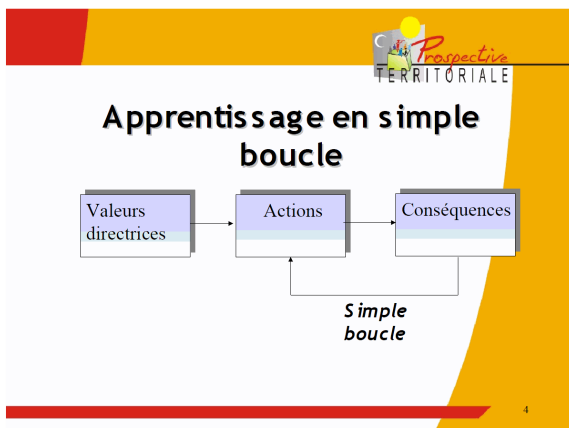 Prospective
TERRITORIALE
Apprentissage en simple
boucle
Valeurs
directrices
Actions
Conséquences
Simple
boucle
4